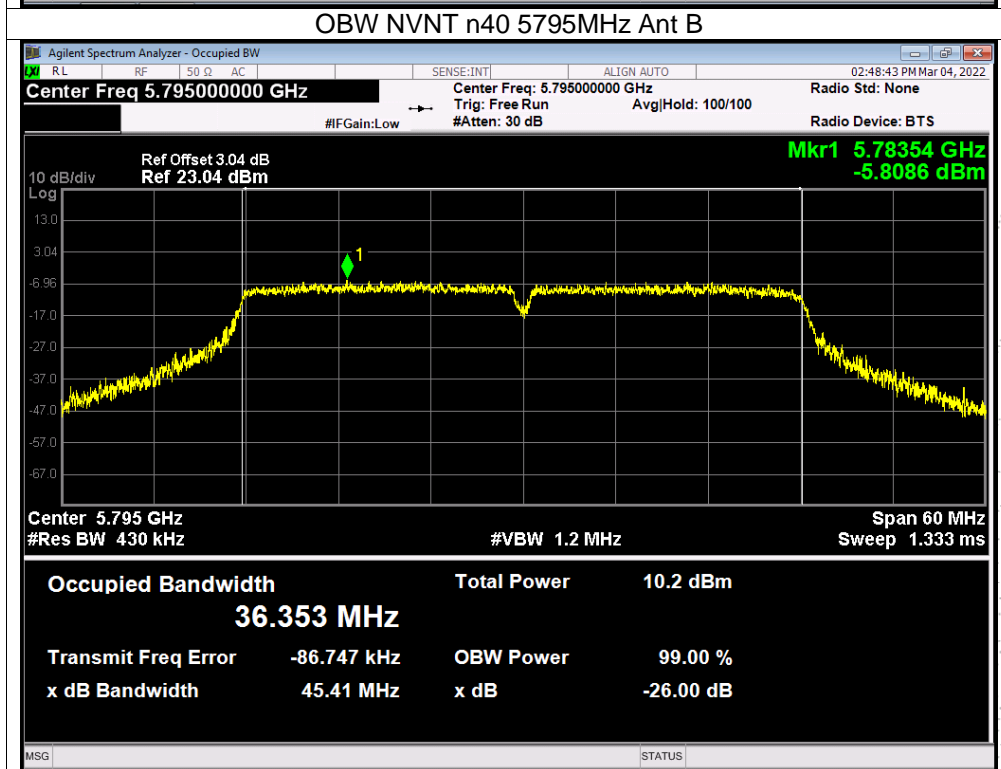 OBW NVNT n40 5795MHz Ant B
Agilent Spectrum Analyzer - Occupied BW
LXI RL RF 50 Ω AC SENSE:INT ALIGN AUTO 02:48:43 PM Mar 04, 2022
Center Freq 5.795000000 GHz Center Freq: 5.795000000 GHz Radio Std: None
Trig: Free Run Avg|Hold: 100/100
#IFGain:Low #Atten: 30 dB Radio Device: BTS
Mkr1 5.78354 GHz
-5.8086 dBm
Ref Offset 3.04 dB
10 dB/div Ref 23.04 dBm
Log
13.0
3.04
1
-6.96
-17.0
-27.0
-37.0
-47.0
-57.0
-67.0
Center 5.795 GHz Span 60 MHz
#Res BW 430 kHz #VBW 1.2 MHz Sweep 1.333 ms
Occupied Bandwidth Total Power 10.2 dBm
36.353 MHz
Transmit Freq Error -86.747 kHz OBW Power 99.00 %
x dB Bandwidth 45.41 MHz x dB -26.00 dB
MSG STATUS